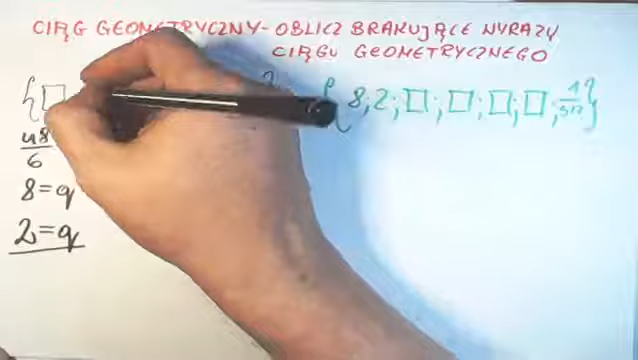 CIĄG GEOMETRYCZNY - OBLICZ BRAKUJĄCE WYRAZY
CIĄGU GEOMETRYCZNEGO
{□
{8; 2; □; □; □; □; 1/512}
48/6
8=q
2=q